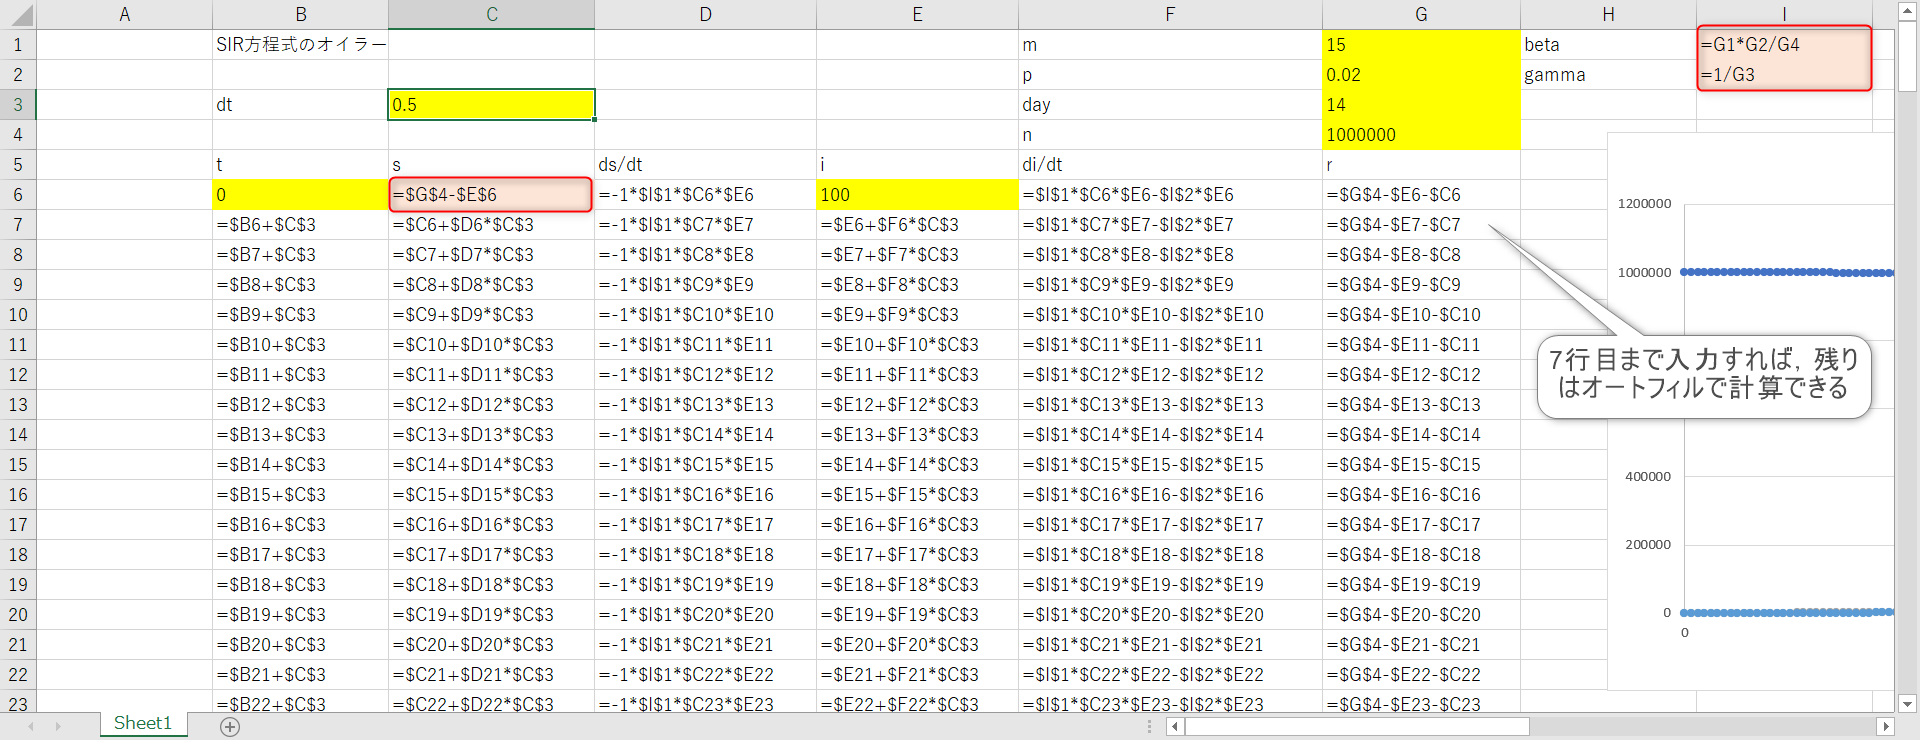 A B C D E F G H I
1 SIR方程式のオイラー m 15 beta =G1*G2/G4
2 p 0.02 gamma =1/G3
3 dt 0.5 day 14
4 n 1000000
5 t s ds/dt i di/dt r
6 0 =$G$4-$E$6 =-1*$I$1*$C6*$E6 100 =$I$1*$C6*$E6-$I$2*$E6 =$G$4-$E6-$C6
7 =$B6+$C$3 =$C6+$D6*$C$3 =-1*$I$1*$C7*$E7 =$E6+$F6*$C$3 =$I$1*$C7*$E7-$I$2*$E7 =$G$4-$E7-$C7
8 =$B7+$C$3 =$C7+$D7*$C$3 =-1*$I$1*$C8*$E8 =$E7+$F7*$C$3 =$I$1*$C8*$E8-$I$2*$E8 =$G$4-$E8-$C8
9 =$B8+$C$3 =$C8+$D8*$C$3 =-1*$I$1*$C9*$E9 =$E8+$F8*$C$3 =$I$1*$C9*$E9-$I$2*$E9 =$G$4-$E9-$C9
10 =$B9+$C$3 =$C9+$D9*$C$3 =-1*$I$1*$C10*$E10 =$E9+$F9*$C$3 =$I$1*$C10*$E10-$I$2*$E10 =$G$4-$E10-$C10
11 =$B10+$C$3 =$C10+$D10*$C$3 =-1*$I$1*$C11*$E11 =$E10+$F10*$C$3 =$I$1*$C11*$E11-$I$2*$E11 =$G$4-$E11-$C11
12 =$B11+$C$3 =$C11+$D11*$C$3 =-1*$I$1*$C12*$E12 =$E11+$F11*$C$3 =$I$1*$C12*$E12-$I$2*$E12 =$G$4-$E12-$C12
13 =$B12+$C$3 =$C12+$D12*$C$3 =-1*$I$1*$C13*$E13 =$E12+$F12*$C$3 =$I$1*$C13*$E13-$I$2*$E13 =$G$4-$E13-$C13
14 =$B13+$C$3 =$C13+$D13*$C$3 =-1*$I$1*$C14*$E14 =$E13+$F13*$C$3 =$I$1*$C14*$E14-$I$2*$E14 =$G$4-$E14-$C14
15 =$B14+$C$3 =$C14+$D14*$C$3 =-1*$I$1*$C15*$E15 =$E14+$F14*$C$3 =$I$1*$C15*$E15-$I$2*$E15 =$G$4-$E15-$C15
16 =$B15+$C$3 =$C15+$D15*$C$3 =-1*$I$1*$C16*$E16 =$E15+$F15*$C$3 =$I$1*$C16*$E16-$I$2*$E16 =$G$4-$E16-$C16
17 =$B16+$C$3 =$C16+$D16*$C$3 =-1*$I$1*$C17*$E17 =$E16+$F16*$C$3 =$I$1*$C17*$E17-$I$2*$E17 =$G$4-$E17-$C17
18 =$B17+$C$3 =$C17+$D17*$C$3 =-1*$I$1*$C18*$E18 =$E17+$F17*$C$3 =$I$1*$C18*$E18-$I$2*$E18 =$G$4-$E18-$C18
19 =$B18+$C$3 =$C18+$D18*$C$3 =-1*$I$1*$C19*$E19 =$E18+$F18*$C$3 =$I$1*$C19*$E19-$I$2*$E19 =$G$4-$E19-$C19
20 =$B19+$C$3 =$C19+$D19*$C$3 =-1*$I$1*$C20*$E20 =$E19+$F19*$C$3 =$I$1*$C20*$E20-$I$2*$E20 =$G$4-$E20-$C20
21 =$B20+$C$3 =$C20+$D20*$C$3 =-1*$I$1*$C21*$E21 =$E20+$F20*$C$3 =$I$1*$C21*$E21-$I$2*$E21 =$G$4-$E21-$C21
22 =$B21+$C$3 =$C21+$D21*$C$3 =-1*$I$1*$C22*$E22 =$E21+$F21*$C$3 =$I$1*$C22*$E22-$I$2*$E22 =$G$4-$E22-$C22
23 =$B22+$C$3 =$C22+$D22*$C$3 =-1*$I$1*$C23*$E23 =$E22+$F22*$C$3 =$I$1*$C23*$E23-$I$2*$E23 =$G$4-$E23-$C23
1200000
1000000
7行目まで入力すれば，残り
はオートフィルで計算できる
400000
200000
0
0
Sheet1